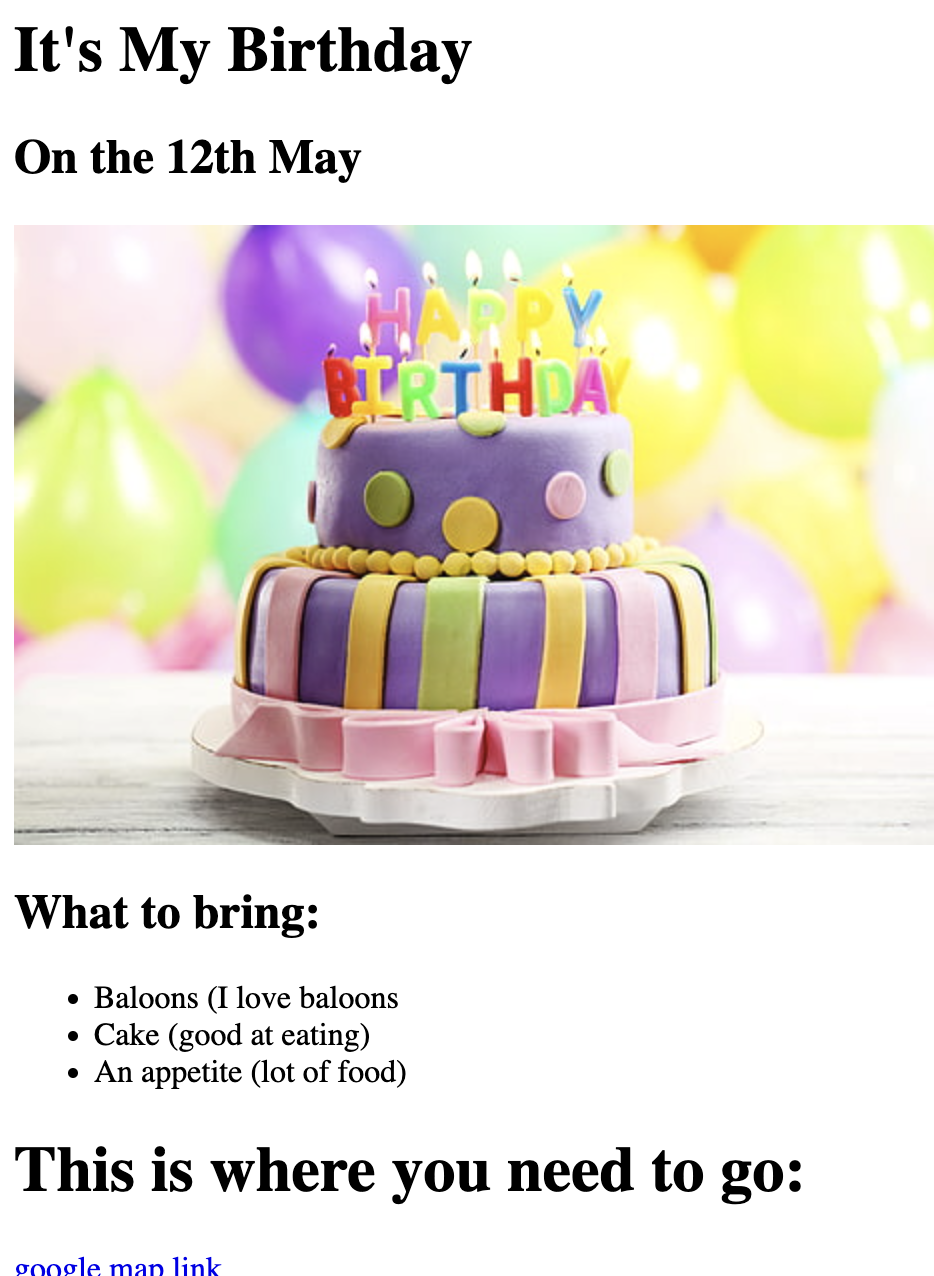 It's My Birthday
On the 12th May
HAPPY
BIRTHDAY
What to bring:
Baloons (I love baloons
Cake (good at eating)
An appetite (lot of food)
This is where you need to go:
google map link